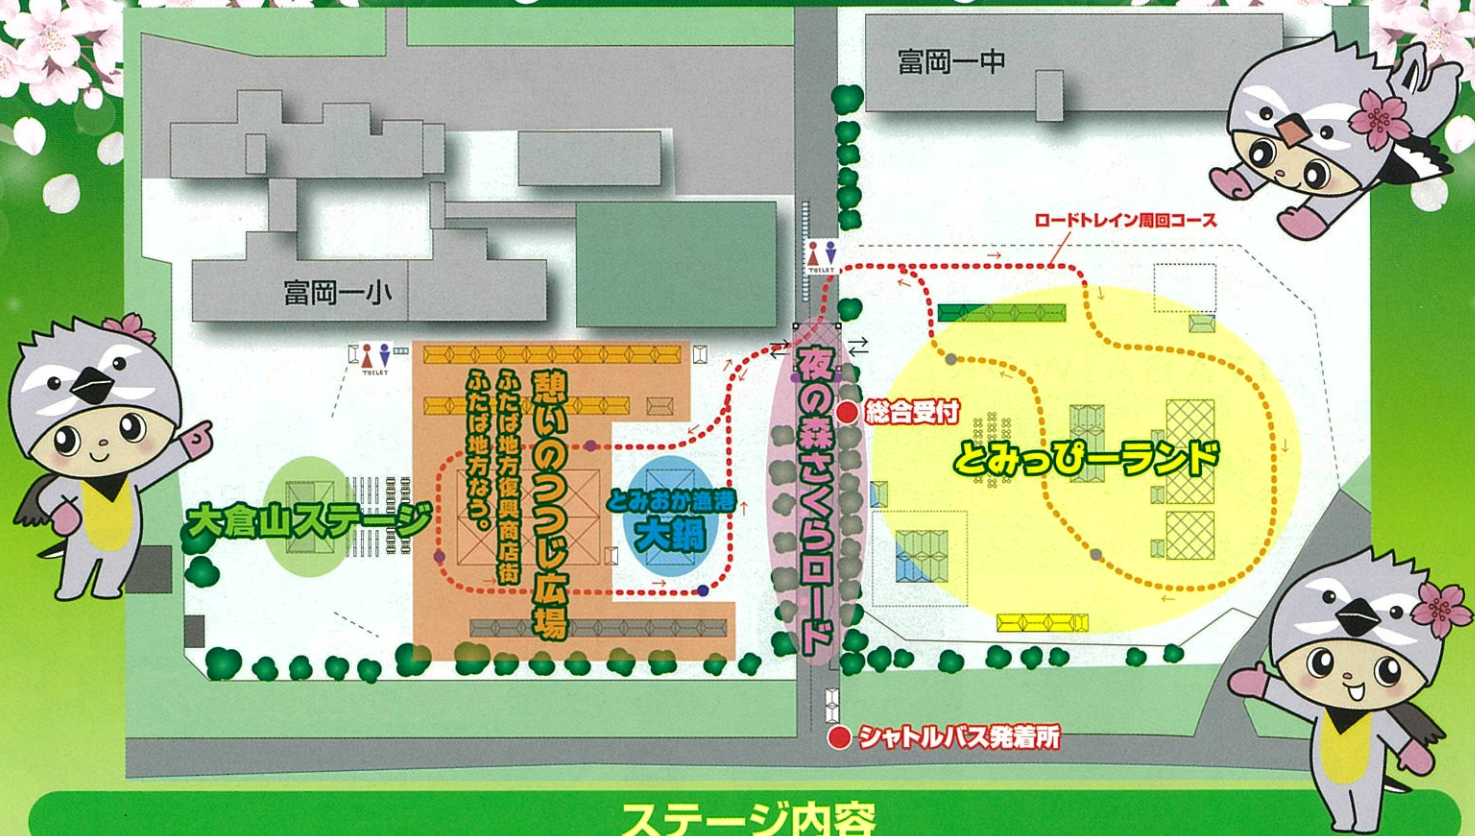 富岡一中
ロードトレイン周回コース
TOILET
富岡一小
TOILET
夜の森さくらロード
総合受付
憩いのつつじ広場
ふたば地方復興商店街
ふたば地方なう。
とみっぴーランド
大倉山ステージ
とみおか漁港
大鍋
シャトルバス発着所
ステージ内容